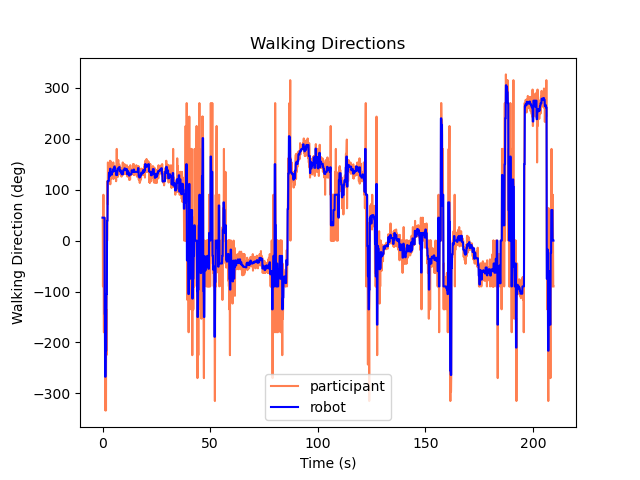 Walking Directions
Walking Direction (deg)
300
200
100
0
−100
−200
−300
participant
robot
0
50
100
150
200
Time (s)